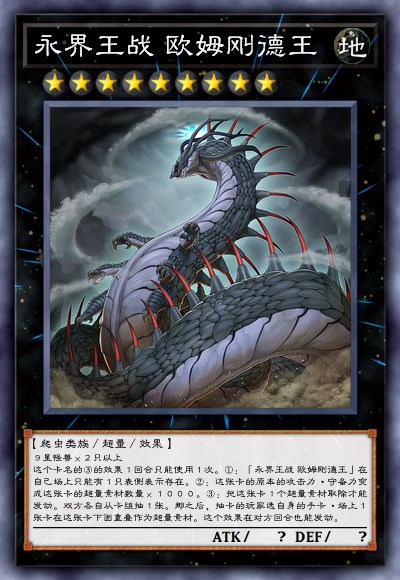 永界王战 欧姆刚德王 地
【爬虫类族／超量／效果】
9星怪兽×2只以上
这个卡名的③的效果1回合只能使用1次。①：「永界王战 欧姆刚德王」在
自己场上只能有1只表侧表示存在。②：这张卡的原本的攻击力·守备力变
成这张卡的超量素材数量×1000。③：把这张卡1个超量素材取除才能
发动。双方各自从卡组抽1张。那之后，抽卡的玩家选自身的手卡·场上1
张卡在这张卡下面重叠作为超量素材。这个效果在对方回合也能发动。
ATK/ ? DEF/ ?